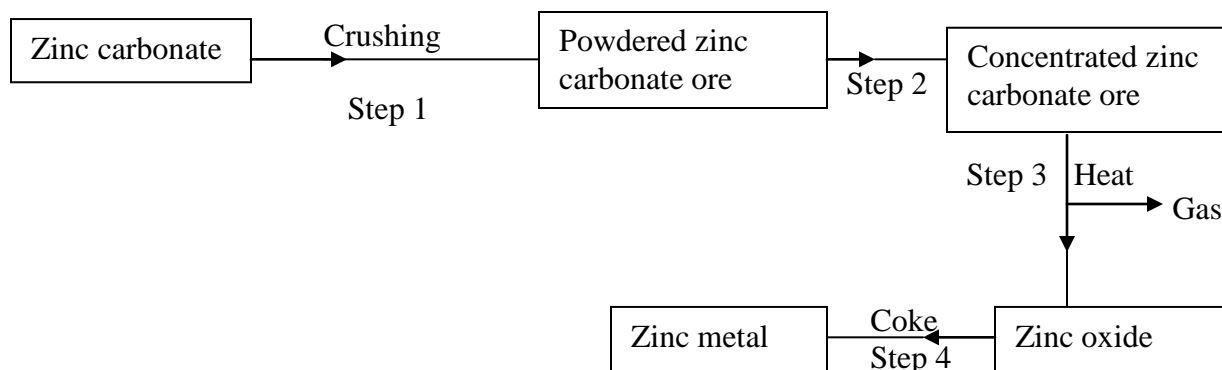 Zinc carbonate
Crushing
Step 1
Powdered zinc
carbonate ore
Step 2
Concentrated zinc
carbonate ore
Step 3
Heat
Gas
Zinc metal
Coke
Step 4
Zinc oxide